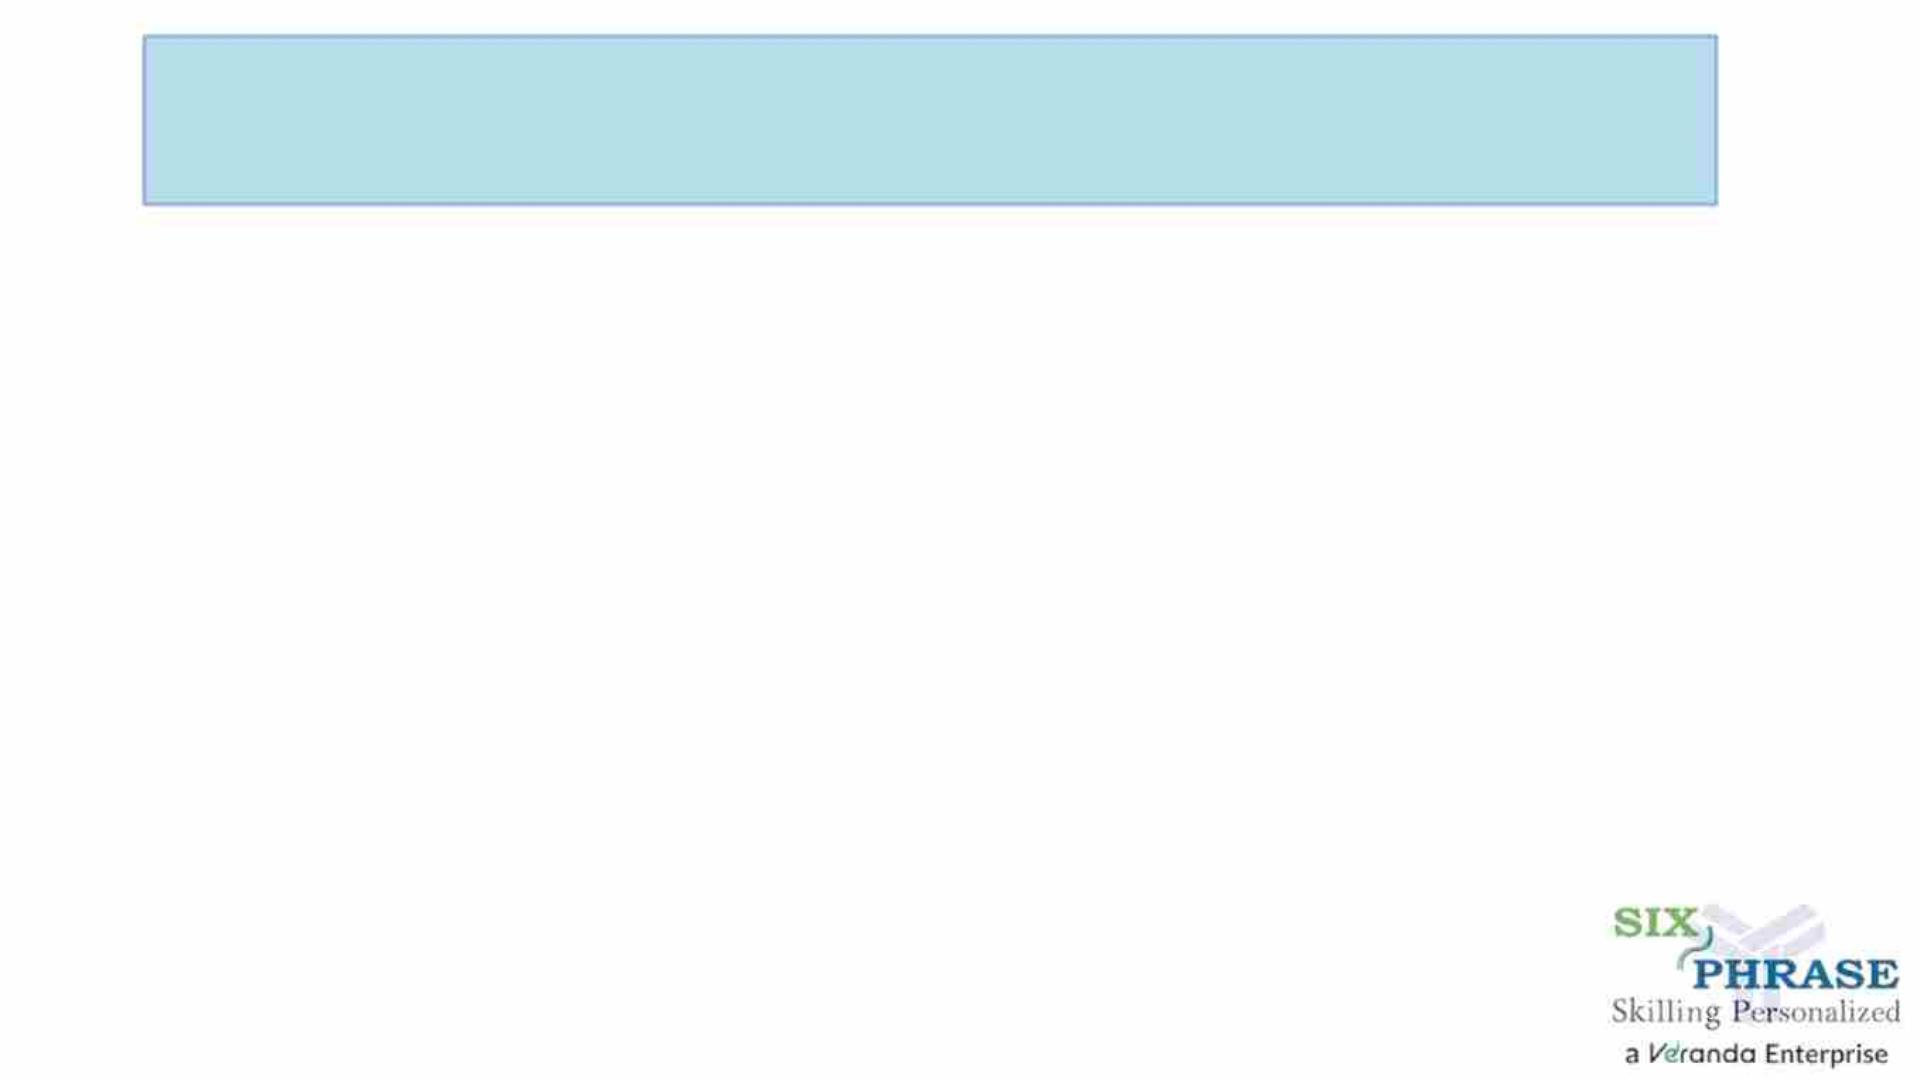 SIX
PHRASE
Skilling Personalized
a Veranda Enterprise